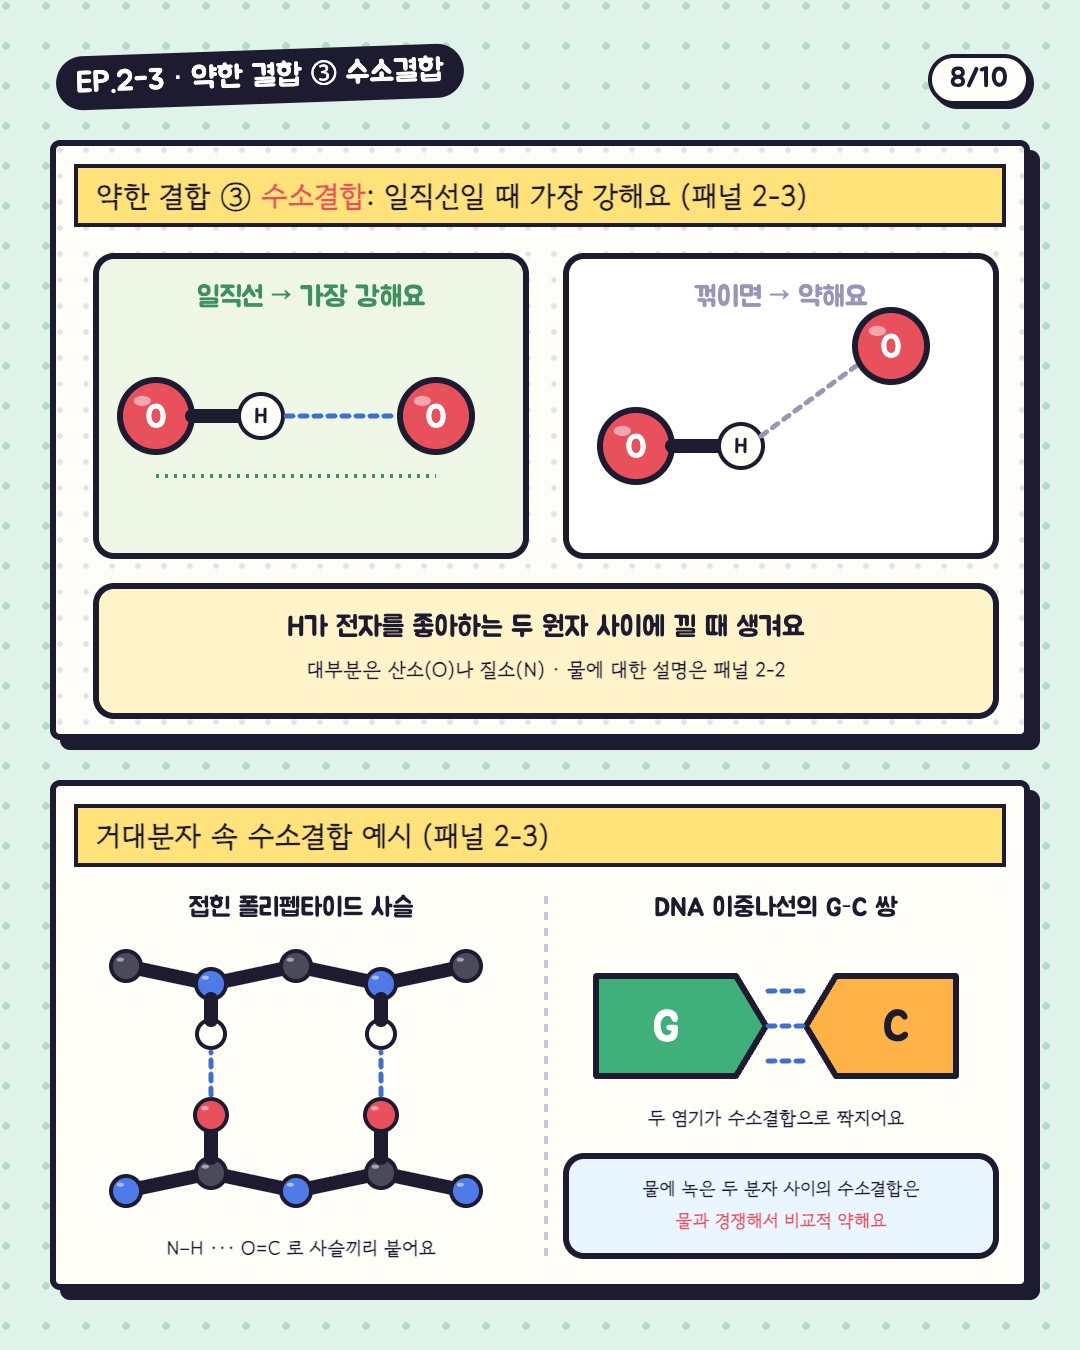 EP.2-3 · 약한 결합 ③ 수소결합
8/10
약한 결합 ③ 수소결합: 일직선일 때 가장 강해요 (패널 2-3)
일직선 → 가장 강해요
O
H
O
꺾이면 → 약해요
O
O
H
H가 전자를 좋아하는 두 원자 사이에 낄 때 생겨요
대부분은 산소(O)나 질소(N) · 물에 대한 설명은 패널 2-2
거대분자 속 수소결합 예시 (패널 2-3)
접힌 폴리펩타이드 사슬
N−H ··· O=C 로 사슬끼리 붙어요
DNA 이중나선의 G-C 쌍
G
C
두 염기가 수소결합으로 짝지어요
물에 녹은 두 분자 사이의 수소결합은
물과 경쟁해서 비교적 약해요